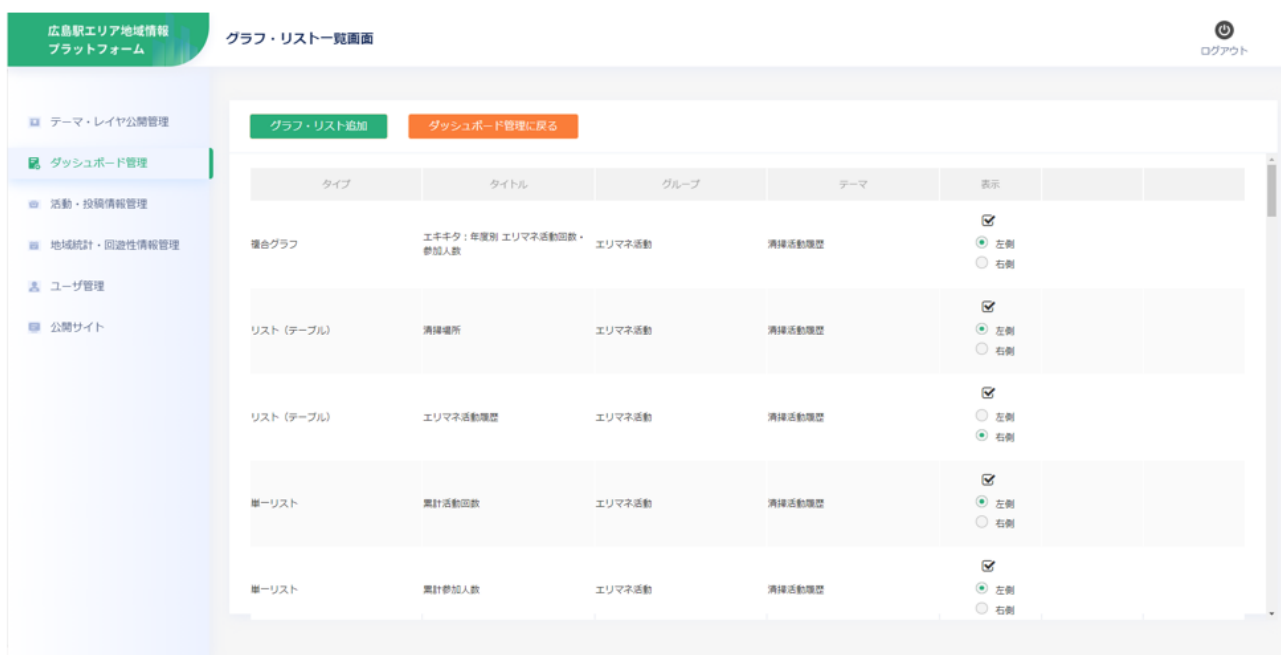 広島駅エリア地域情報
プラットフォーム
グラフ・リスト一覧画面
ログアウト
テーマ・レイヤ公開管理
ダッシュボード管理
活動・投稿情報管理
地域統計・回遊性情報管理
ユーザ管理
公開サイト
グラフ・リスト追加
ダッシュボード管理に戻る
タイプ タイトル グループ テーマ 表示
複合グラフ
エキキタ：年度別 エリマネ活動回数・
参加人数
エリマネ活動
清掃活動履歴
左側
右側
リスト（テーブル）
清掃場所
エリマネ活動
清掃活動履歴
左側
右側
リスト（テーブル）
エリマネ活動履歴
エリマネ活動
清掃活動履歴
左側
右側
単一リスト
累計活動回数
エリマネ活動
清掃活動履歴
左側
右側
単一リスト
累計参加人数
エリマネ活動
清掃活動履歴
左側
右側